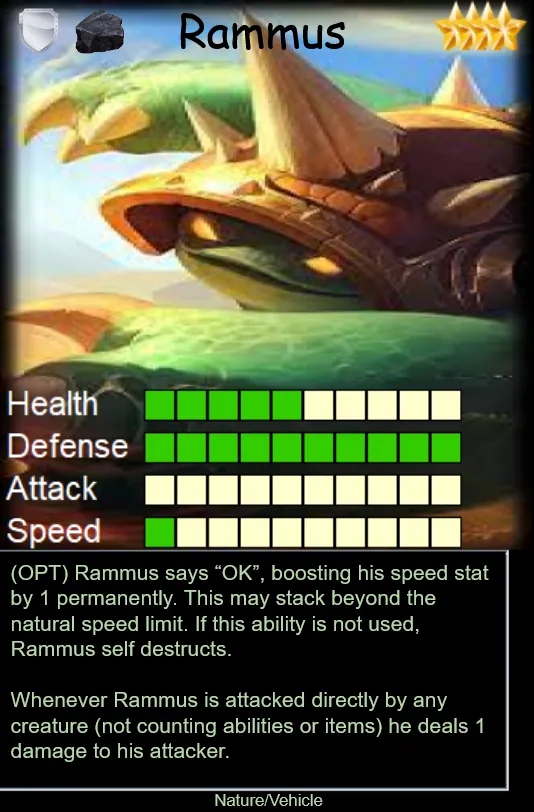 Rammus
Health
Defense
Attack
Speed
(OPT) Rammus says “OK”, boosting his speed stat
by 1 permanently. This may stack beyond the
natural speed limit. If this ability is not used,
Rammus self destructs.
Whenever Rammus is attacked directly by any
creature (not counting abilities or items) he deals 1
damage to his attacker.
Nature/Vehicle